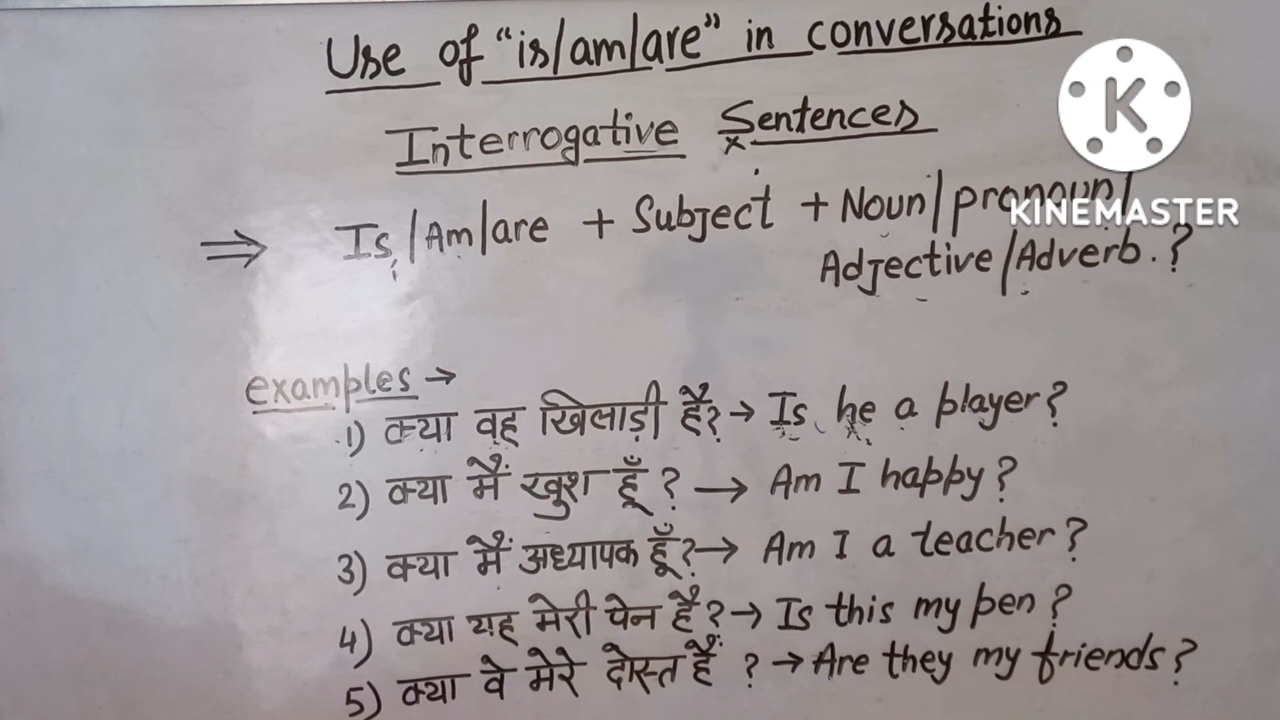 Use of "is/am/are" in conversations
Interrogative Sentences
K
KINEMASTER
⇒ Is/Am/are + Subject + Noun/pronoun/
Adjective/Adverb.?
examples →
1) क्या वह खिलाड़ी है? → Is he a player?
2) क्या मैं खुश हूँ? → Am I happy?
3) क्या मैं अध्यापक हूँ? → Am I a teacher?
4) क्या यह मेरी पेन है? → Is this my pen?
5) क्या वे मेरे दोस्त हैं ? → Are they my friends?